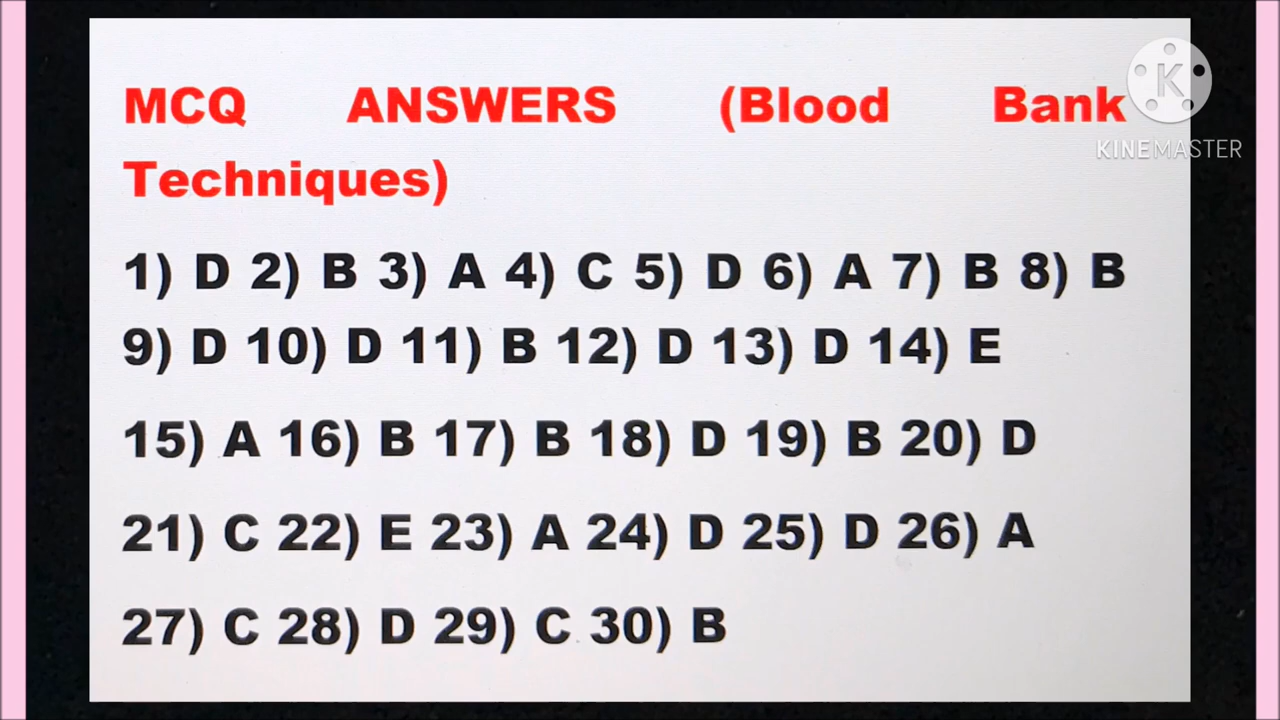 MCQ ANSWERS (Blood Bank
Techniques)
K
KINEMASTER
1) D 2) B 3) A 4) C 5) D 6) A 7) B 8) B
9) D 10) D 11) B 12) D 13) D 14) E
15) A 16) B 17) B 18) D 19) B 20) D
21) C 22) E 23) A 24) D 25) D 26) A
27) C 28) D 29) C 30) B